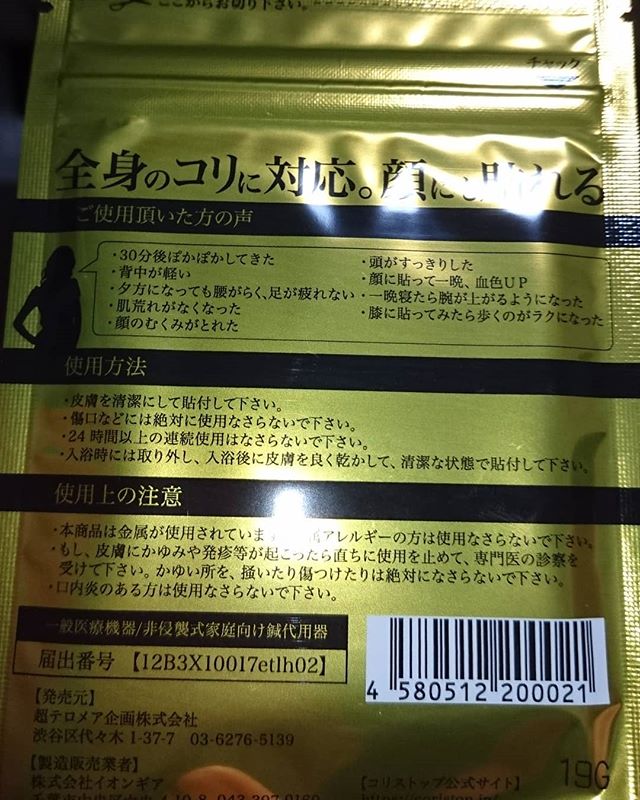 ここからお切り下さい。
チャック
全身のコリに対応。顔にも貼れる
ご使用頂いた方の声
・30分後ぽかぽかしてきた
・背中が軽い
・夕方になっても腰がらく、足が疲れない
・肌荒れがなくなった
・顔のむくみがとれた
・頭がすっきりした
・顔に貼って一晩、血色UP
・一晩寝たら腕が上がるようになった
・膝に貼ってみたら歩くのがラクになった
使用方法
・皮膚を清潔にして貼付して下さい。
・傷口などには絶対に使用なさらないで下さい。
・24時間以上の連続使用はなさらないで下さい。
・入浴時には取り外し、入浴後に皮膚を良く乾かして、清潔な状態で貼付して下さい。
使用上の注意
・本商品は金属が使用されています アレルギーの方は使用なさらないで下さい。
・もし、皮膚にかゆみや発疹等が起こったら直ちに使用を止めて、専門医の診察を
受けて下さい。かゆい所を、掻いたり傷つけたりは絶対になさらないで下さい。
・口内炎のある方は使用なさらないで下さい。
一般医療機器/非侵襲式家庭向け鍼代用器
届出番号 【12B3X10017etlh02】
4 580512 200021
【発売元】
超テロメア企画株式会社
渋谷区代々木 1-37-7 03-6276-5139
【製造販売業者】
株式会社イオンギア
【コリストップ公式サイト】
19G